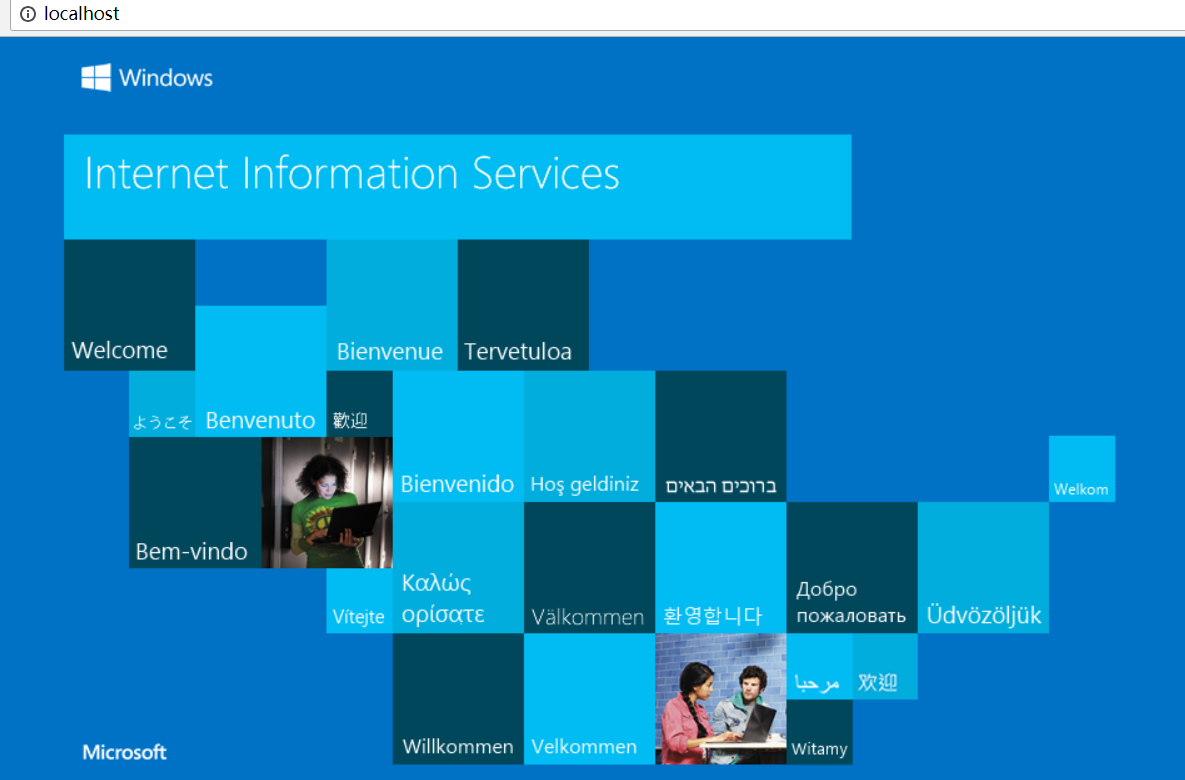 localhost
Windows
Internet Information Services
Welcome
Bienvenue
Tervetuloa
ようこそ
Benvenuto
歡迎
Bienvenido
Hoş geldiniz
ברוכים הבאים
Welkom
Bem-vindo
Vítejte
Καλώς
ορίσατε
Välkommen
환영합니다
Добро
пожаловать
Üdvözöljük
مرحبا
欢迎
Willkommen
Velkommen
Witamy
Microsoft